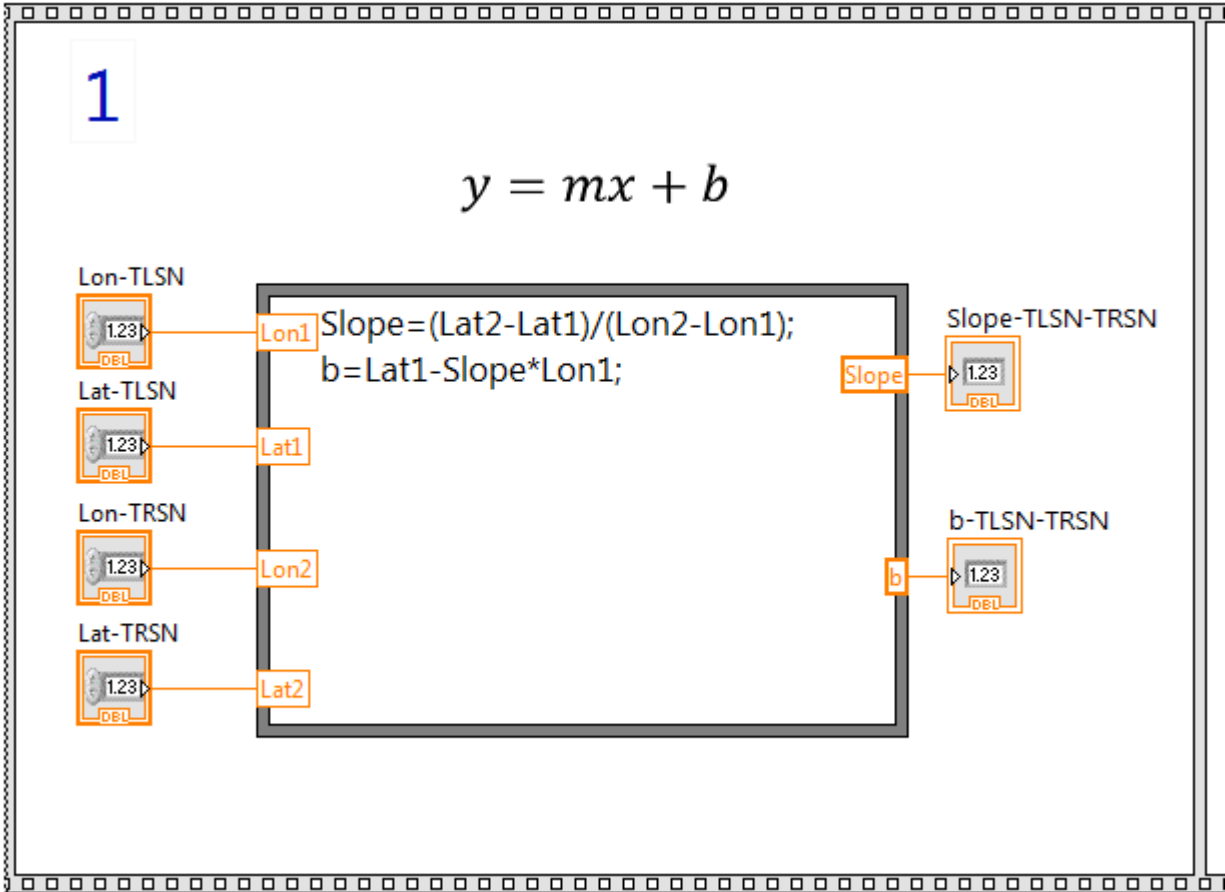 1
y = mx + b
Lon-TLSN
1.23
DBL
Lon1
Slope=(Lat2-Lat1)/(Lon2-Lon1);
b=Lat1-Slope*Lon1;
Slope
Slope-TLSN-TRSN
1.23
DBL
Lat-TLSN
1.23
DBL
Lat1
Lon-TRSN
1.23
DBL
Lon2
b
b-TLSN-TRSN
1.23
DBL
Lat-TRSN
1.23
DBL
Lat2